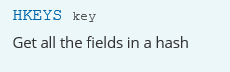 HKEYS key
Get all the fields in a hash